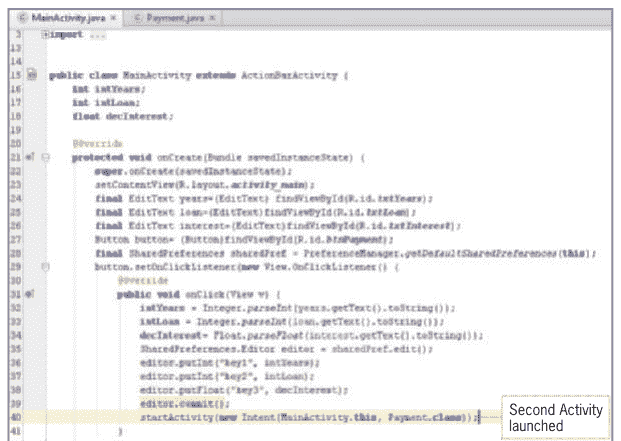 MainActivity.java × Payment.java ×
3 import ...
13
14
15 public class MainActivity extends ActionBarActivity {
16 int intYears;
17 int intLoan;
18 float decInterest;
19
20 @Override
21 protected void onCreate(Bundle savedInstanceState) {
22 super.onCreate(savedInstanceState);
23 setContentView(R.layout.activity_main);
24 final EditText years=(EditText) findViewById(R.id.txtYears);
25 final EditText loan=(EditText)findViewById(R.id.txtLoan);
26 final EditText interest=(EditText)findViewById(R.id.txtInterest);
27 Button button= (Button)findViewById(R.id.btnPayment);
28 final SharedPreferences sharedPref = PreferenceManager.getDefaultSharedPreferences(this);
29 button.setOnClickListener(new View.OnClickListener() {
30 @Override
31 public void onClick(View v) {
32 intYears = Integer.parseInt(years.getText().toString());
33 intLoan = Integer.parseInt(loan.getText().toString());
34 decInterest= Float.parseFloat(interest.getText().toString());
35 SharedPreferences.Editor editor = sharedPref.edit();
36 editor.putInt("key1", intYears);
37 editor.putInt("key2", intLoan);
38 editor.putFloat("key3", decInterest);
39 editor.commit();
40 startActivity(new Intent(MainActivity.this, Payment.class));
41 }
Second Activity
launched